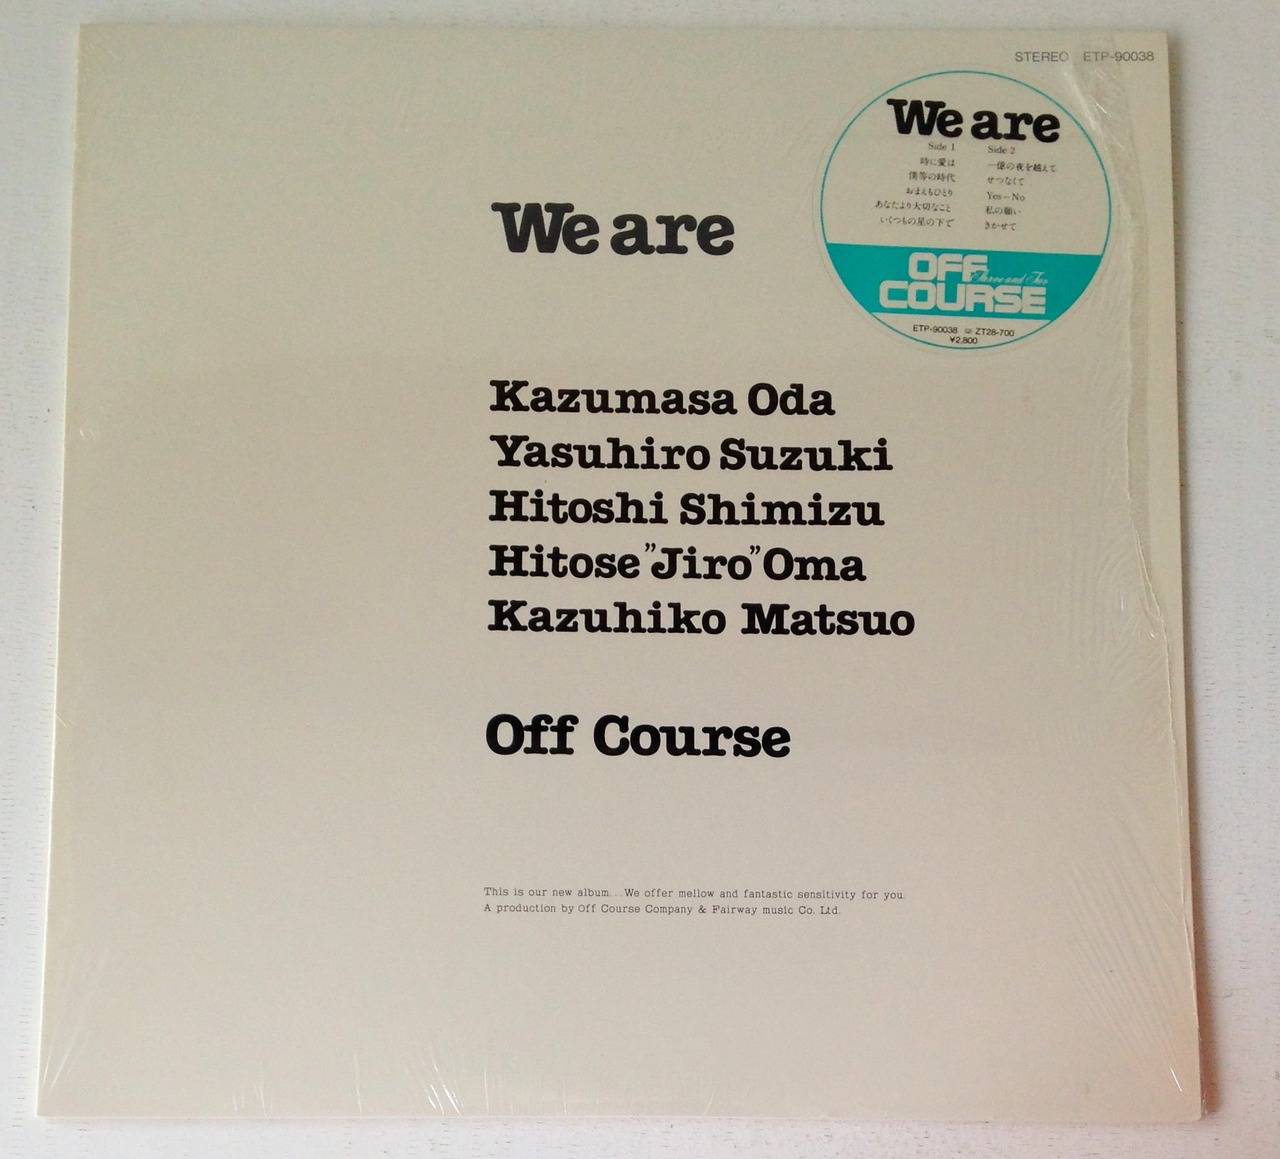 STEREO ETP-90038
We are
Side 1
時に愛は
僕等の時代
おまえもひとり
あなたより大切なこと
いくつもの星の下で
Side 2
一億の夜を越えて
せつなくて
Yes-No
私の願い
きかせて
OFF
Three and Two
COURSE
ETP-90038 ZT28-700
¥2,800
We are
Kazumasa Oda
Yasuhiro Suzuki
Hitoshi Shimizu
Hitose "Jiro" Oma
Kazuhiko Matsuo
Off Course
This is our new album...We offer mellow and fantastic sensitivity for you.
A production by Off Course Company & Fairway music Co. Ltd.